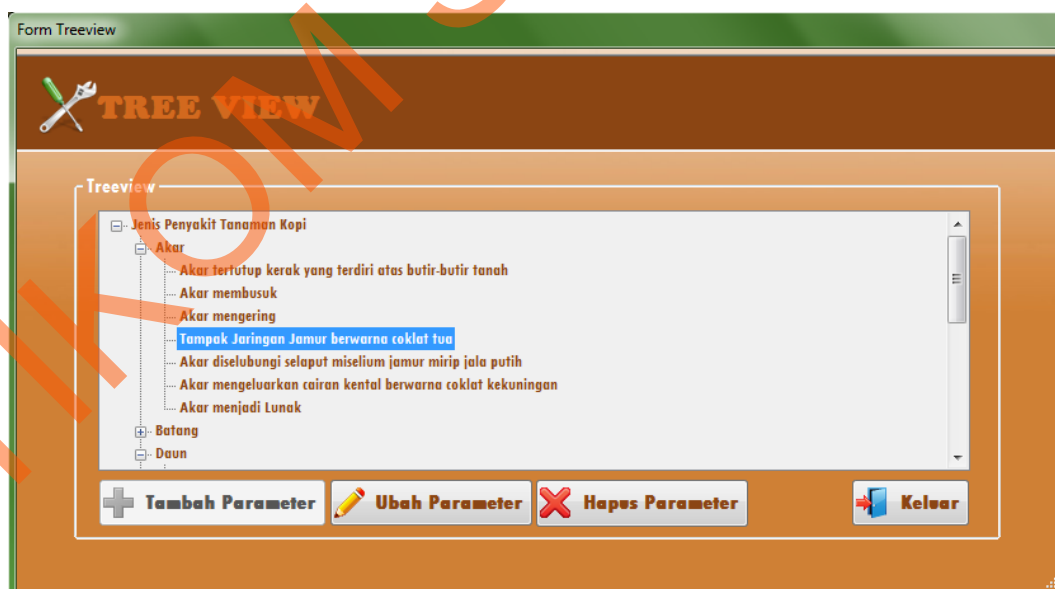 Form Treeview
TREE VIEW
Treeview
Jenis Penyakit Tanaman Kopi
Akar
Akar tertutup kerak yang terdiri atas butir-butir tanah
Akar membusuk
Akar mengering
Tampak Jaringan Jamur berwarna coklat tua
Akar diselubungi selaput miselium jamur mirip jala putih
Akar mengeluarkan cairan kental berwarna coklat kekuningan
Akar menjadi Lunak
Batang
Daun
Tambah Parameter Ubah Parameter Hapus Parameter Keluar
IKOM S